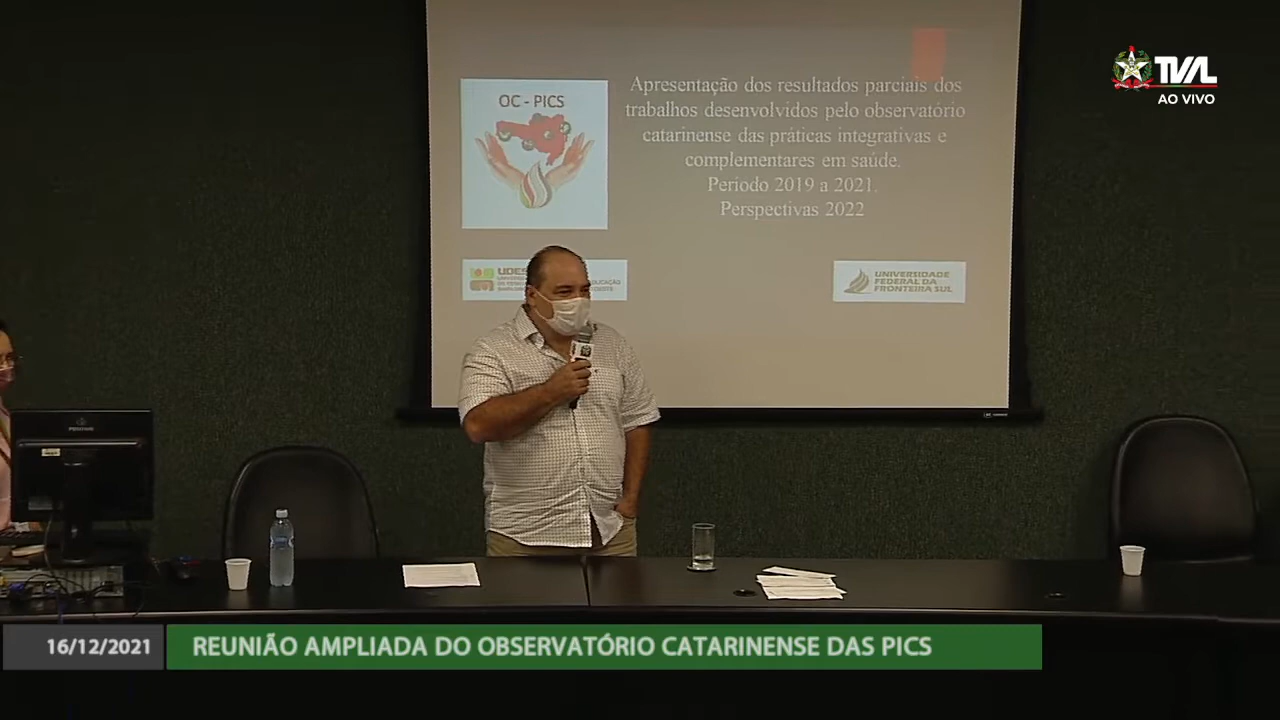 TVAL
AO VIVO
OC - PICS
Apresentação dos resultados parciais dos
trabalhos desenvolvidos pelo observatório
catarinense das práticas integrativas e
complementares em saúde.
Período 2019 a 2021.
Perspectivas 2022
UDES
UNIVERSIDADE
FEDERAL DA
FRONTEIRA SUL
16/12/2021
REUNIÃO AMPLIADA DO OBSERVATÓRIO CATARINENSE DAS PICS